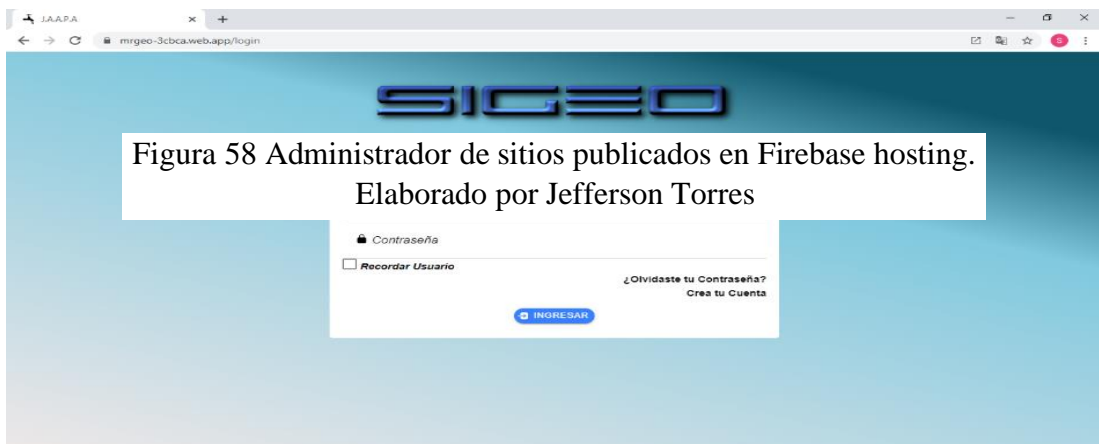 J.A.A.P.A
mrgeo-3cbca.web.app/login
S
SIGEO
Figura 58 Administrador de sitios publicados en Firebase hosting.
Elaborado por Jefferson Torres
Contraseña
Recordar Usuario
¿Olvidaste tu Contraseña?
Crea tu Cuenta
INGRESAR